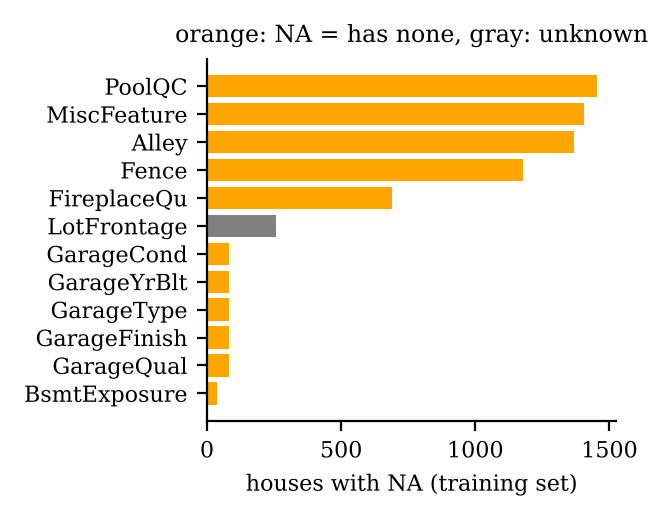 orange: NA = has none, gray: unknown
PoolQC
MiscFeature
Alley
Fence
FireplaceQu
LotFrontage
GarageCond
GarageYrBlt
GarageType
GarageFinish
GarageQual
BsmtExposure
0 500 1000 1500
houses with NA (training set)